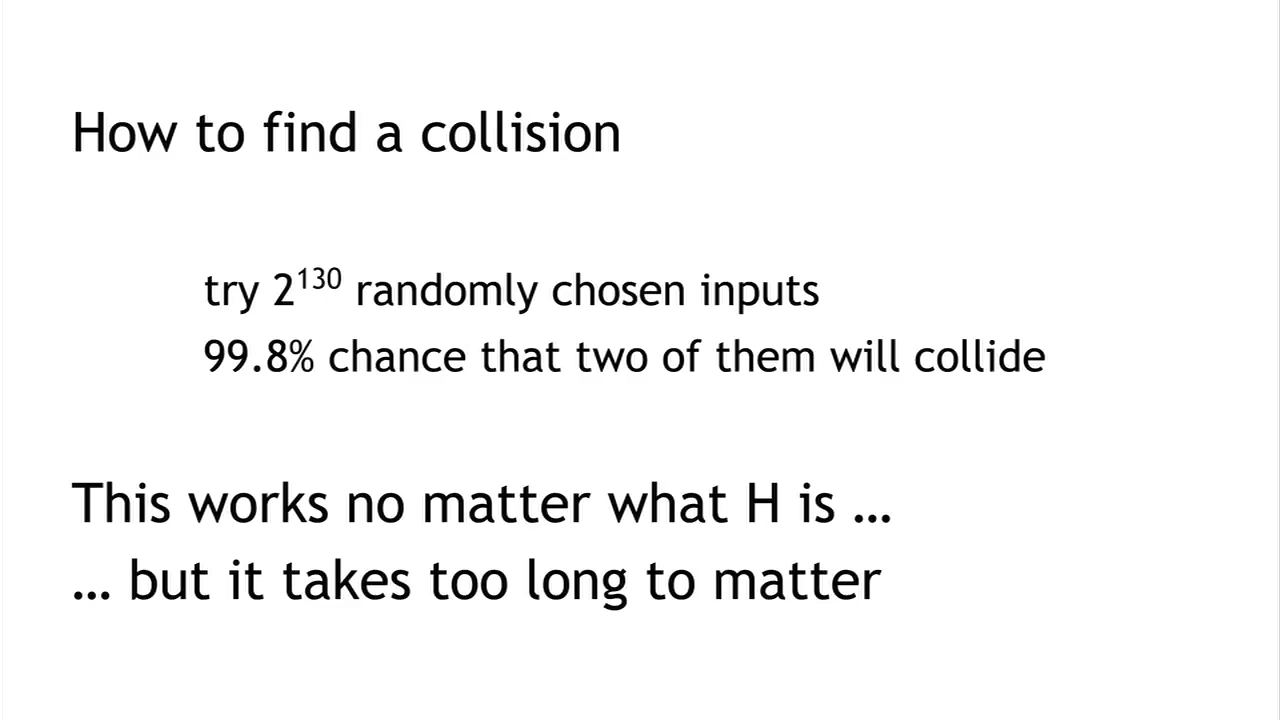 How to find a collision
try 2¹³⁰ randomly chosen inputs
99.8% chance that two of them will collide
This works no matter what H is …
… but it takes too long to matter